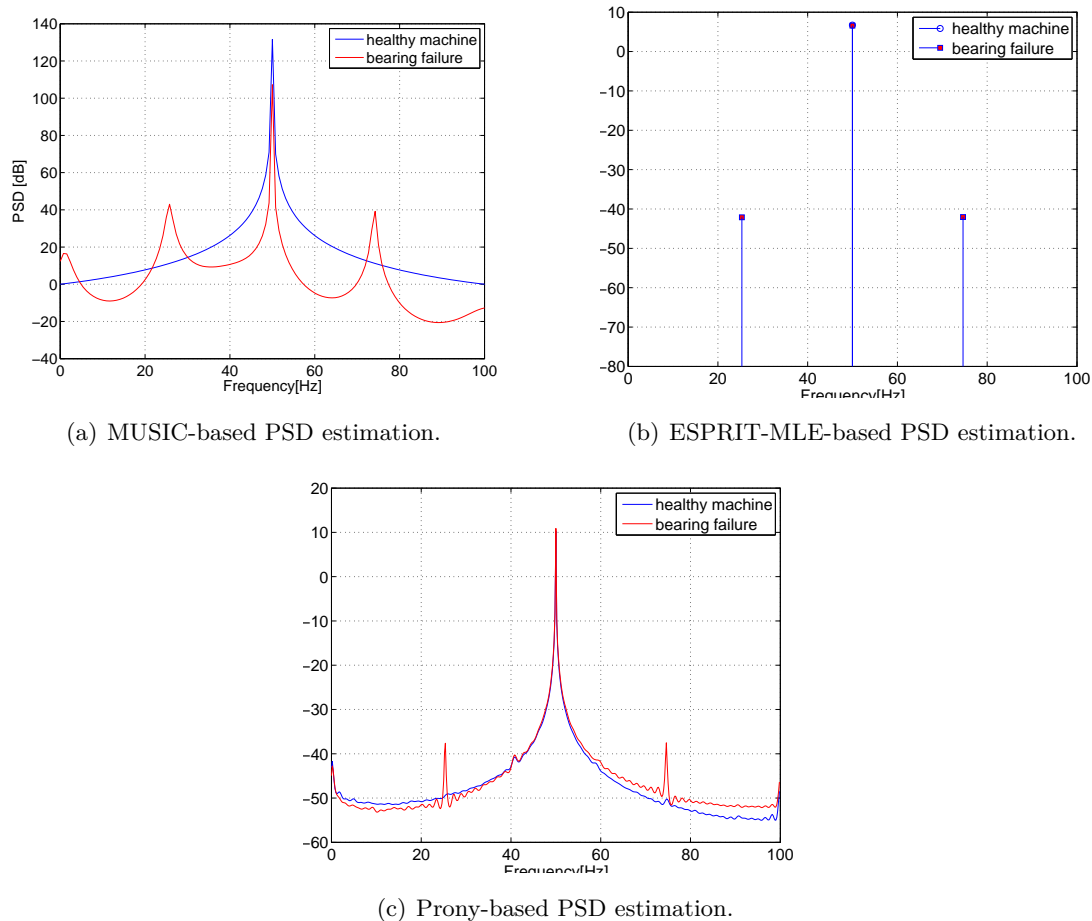 140
120
100
80
60
40
20
0
−20
−40
PSD [dB]
healthy machine
bearing failure
0 20 40 60 80 100
Frequency[Hz]
(a) MUSIC-based PSD estimation.
10
0
−10
−20
−30
−40
−50
−60
−70
−80
healthy machine
bearing failure
0 20 40 60 80 100
Frequency[Hz]
(b) ESPRIT-MLE-based PSD estimation.
20
10
0
−10
−20
−30
−40
−50
−60
healthy machine
bearing failure
0 20 40 60 80 100
Frequency[Hz]
(c) Prony-based PSD estimation.